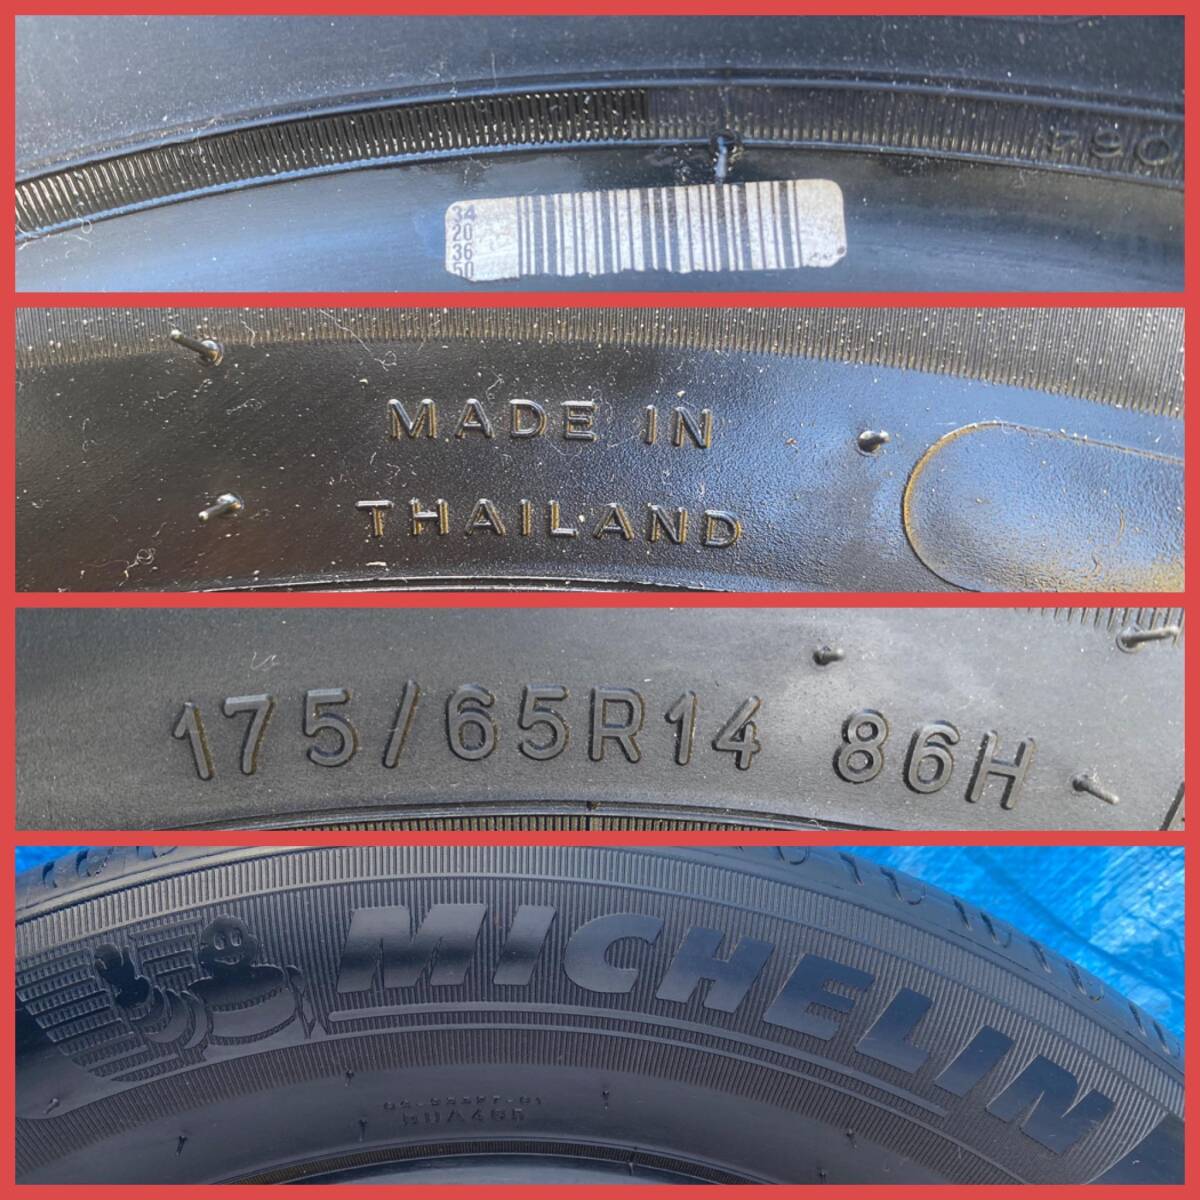 34
20
36
50
MADE IN
THAILAND
175/65R14 86H
MICHELIN